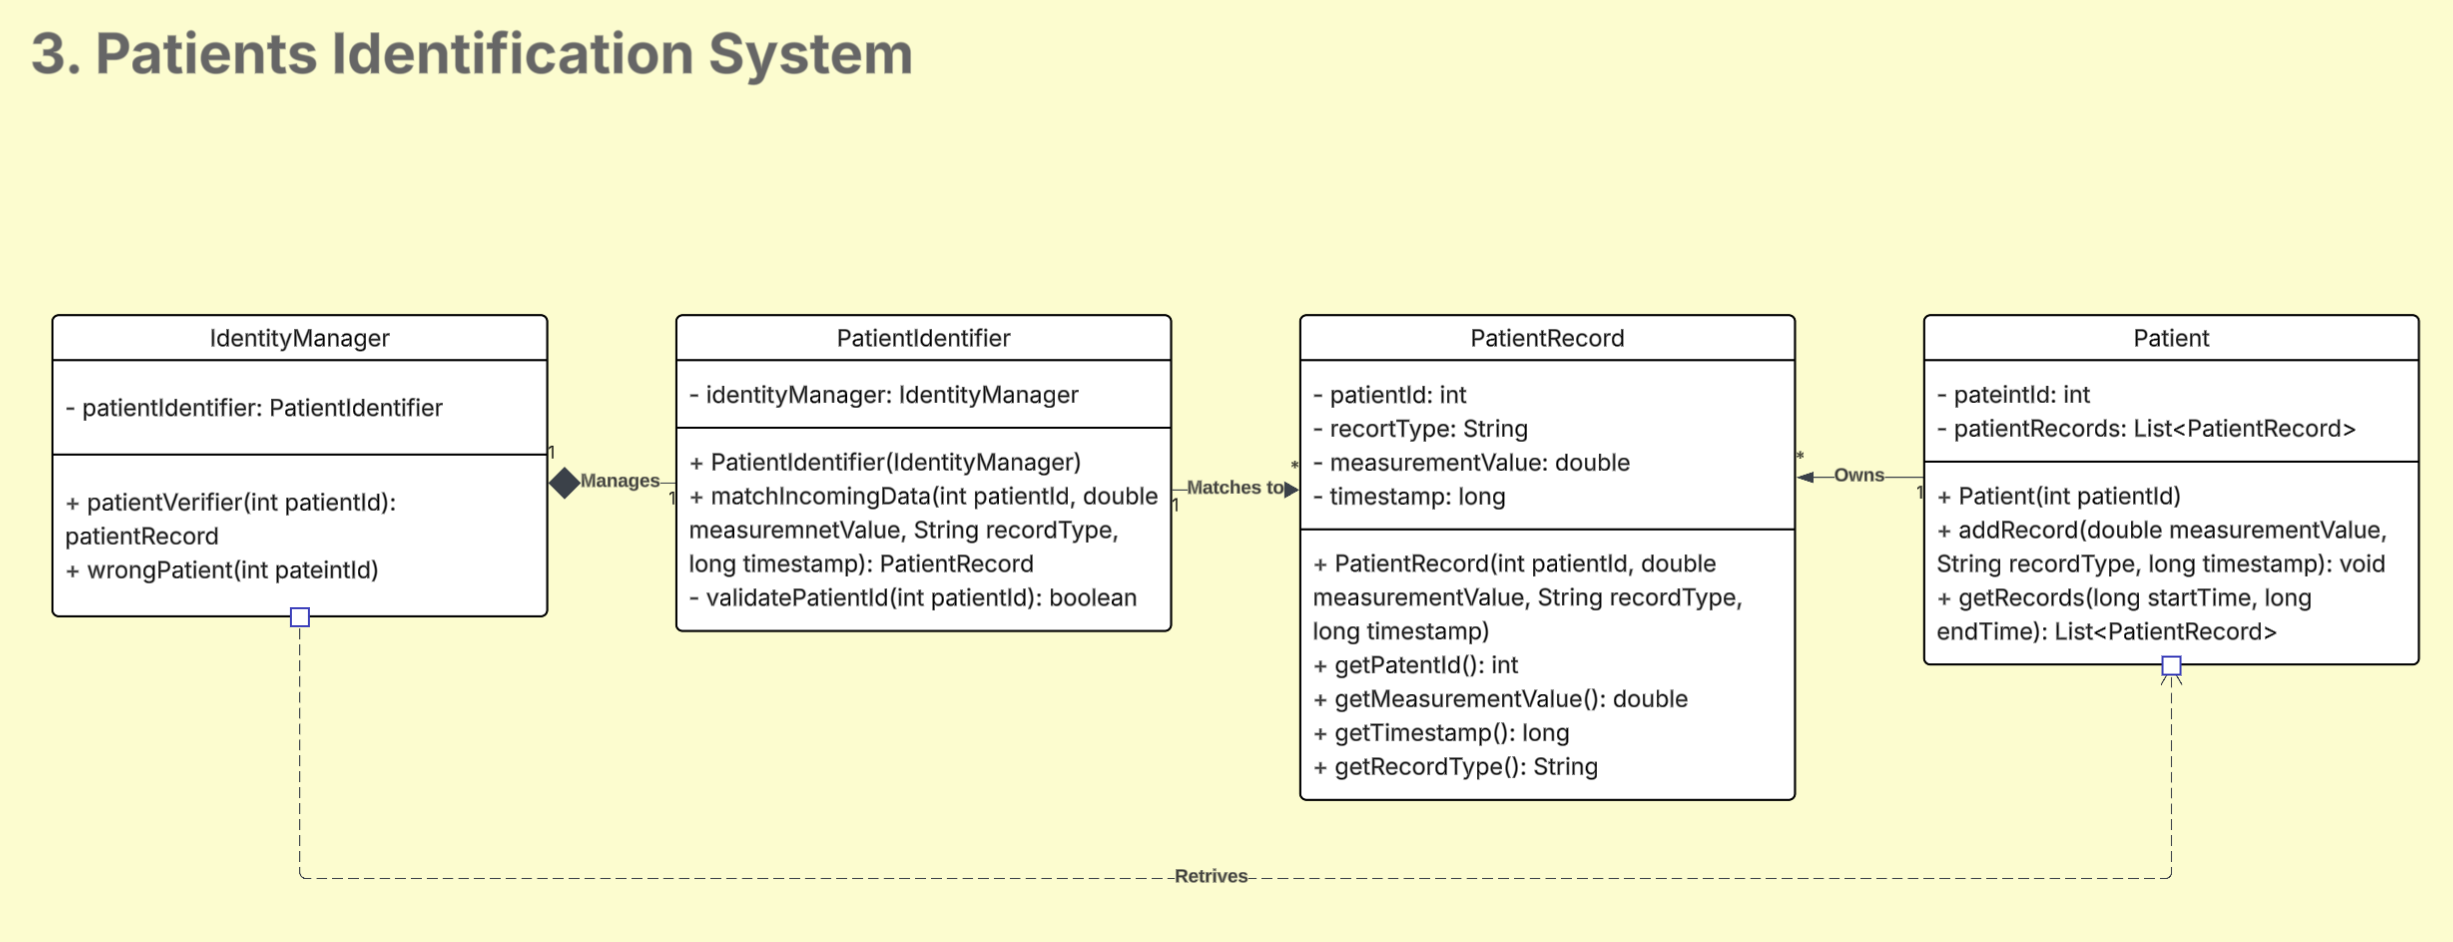 3. Patients Identification System
IdentityManager
- patientIdentifier: PatientIdentifier
+ patientVerifier(int patientId):
patientRecord
+ wrongPatient(int pateintId)
1
Manages
1
PatientIdentifier
- identityManager: IdentityManager
+ PatientIdentifier(IdentityManager)
+ matchIncomingData(int patientId, double
measuremnetValue, String recordType,
long timestamp): PatientRecord
- validatePatientId(int patientId): boolean
1
Matches to
*
PatientRecord
- patientId: int
- recortType: String
- measurementValue: double
- timestamp: long
+ PatientRecord(int patientId, double
measurementValue, String recordType,
long timestamp)
+ getPatentId(): int
+ getMeasurementValue(): double
+ getTimestamp(): long
+ getRecordType(): String
*
Owns
1
Patient
- pateintId: int
- patientRecords: List<PatientRecord>
+ Patient(int patientId)
+ addRecord(double measurementValue,
String recordType, long timestamp): void
+ getRecords(long startTime, long
endTime): List<PatientRecord>
Retrives